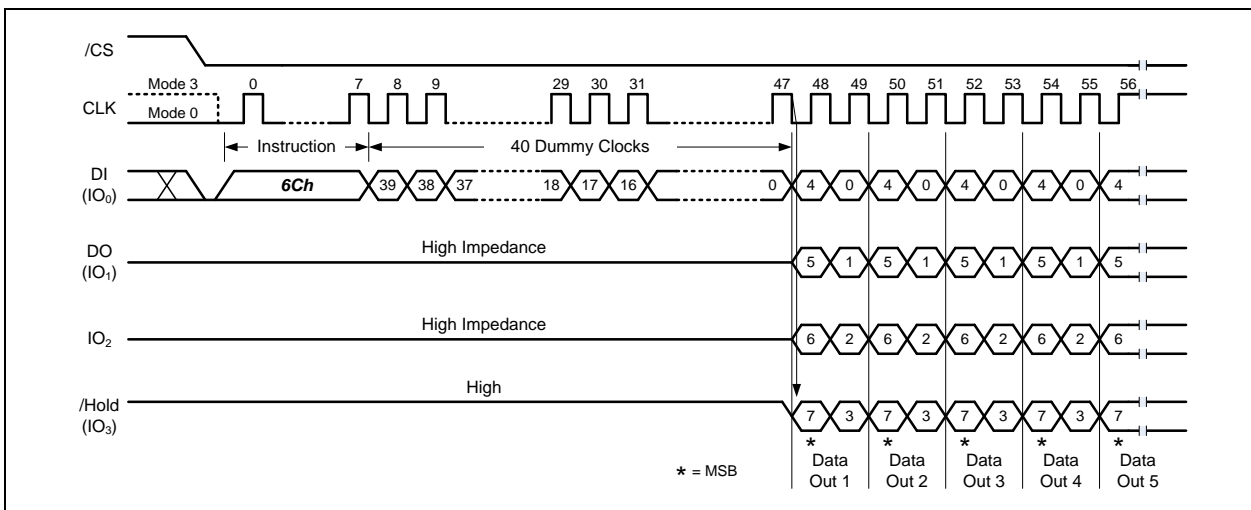 /CS
Mode 3 0 7 8 9 29 30 31 47 48 49 50 51 52 53 54 55 56
CLK
Mode 0
Instruction 40 Dummy Clocks
DI
(IO₀)
6Ch 39 38 37 18 17 16 0 4 0 4 0 4 0 4 0 4
High Impedance
DO
(IO₁)
5 1 5 1 5 1 5 1 5
High Impedance
IO₂
6 2 6 2 6 2 6 2 6
High
/Hold
(IO₃)
7 3 7 3 7 3 7 3 7
* * * * *
* = MSB
Data Data Data Data Data
Out 1 Out 2 Out 3 Out 4 Out 5